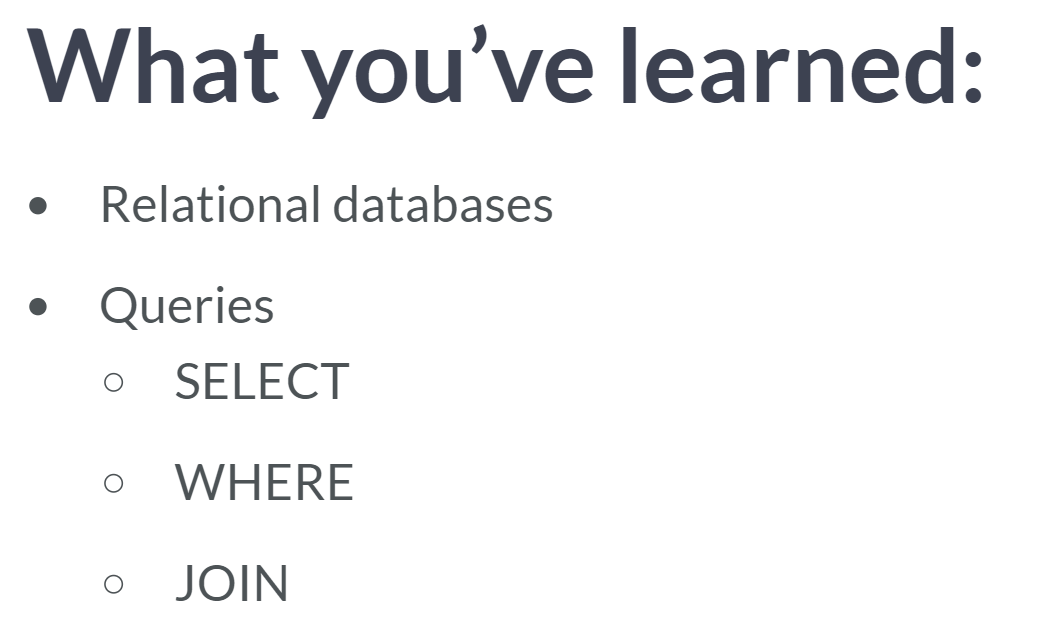 What you’ve learned:
Relational databases
Queries
SELECT
WHERE
JOIN